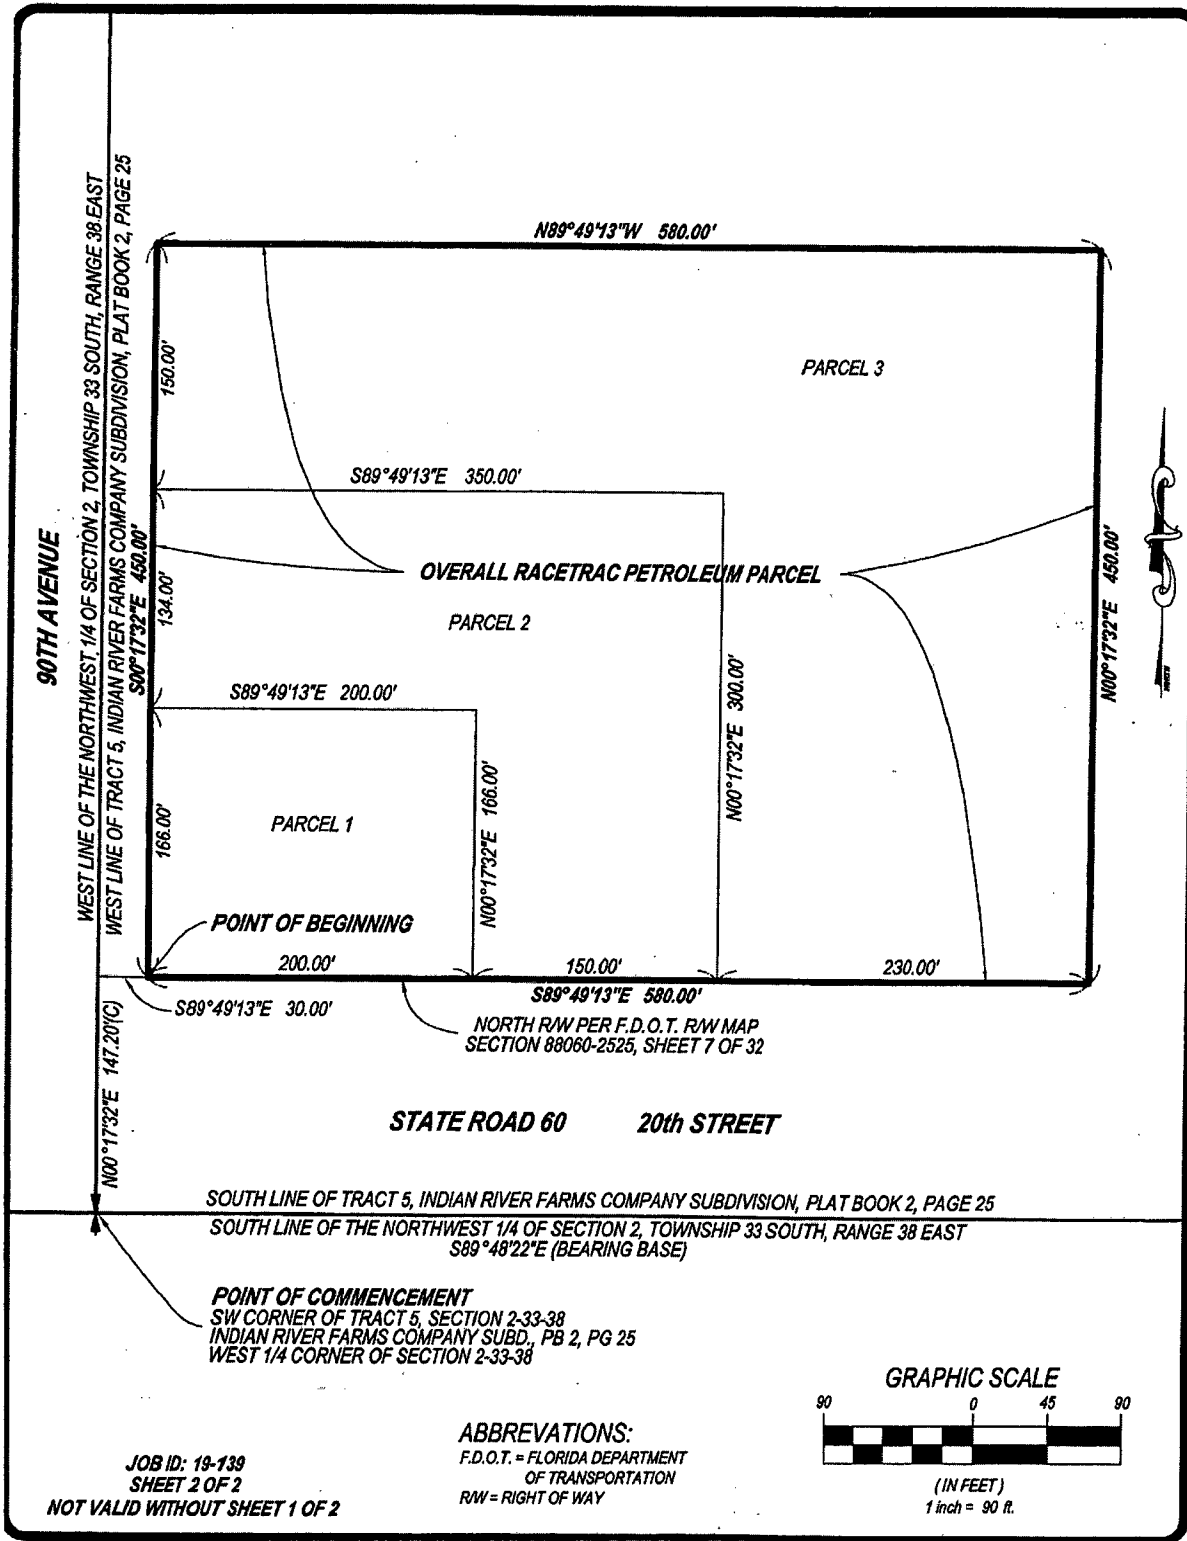 N89°49'13"W 580.00'
WEST LINE OF THE NORTHWEST 1/4 OF SECTION 2, TOWNSHIP 33 SOUTH, RANGE 38 EAST
WEST LINE OF TRACT 5, INDIAN RIVER FARMS COMPANY SUBDIVISION, PLAT BOOK 2, PAGE 25
90TH AVENUE
S00°17'32"E 450.00'
150.00'
134.00'
166.00'
PARCEL 3
S89°49'13"E 350.00'
OVERALL RACETRAC PETROLEUM PARCEL
PARCEL 2
N00°17'32"E 450.00'
NORTH
S89°49'13"E 200.00'
N00°17'32"E 300.00'
N00°17'32"E 166.00'
PARCEL 1
POINT OF BEGINNING
200.00'
150.00'
230.00'
S89°49'13"E 580.00'
S89°49'13"E 30.00'
NORTH R/W PER F.D.O.T. R/W MAP
SECTION 88060-2525, SHEET 7 OF 32
N00°17'32"E 147.20'(C)
STATE ROAD 60 20th STREET
SOUTH LINE OF TRACT 5, INDIAN RIVER FARMS COMPANY SUBDIVISION, PLAT BOOK 2, PAGE 25
SOUTH LINE OF THE NORTHWEST 1/4 OF SECTION 2, TOWNSHIP 33 SOUTH, RANGE 38 EAST
S89°48'22"E (BEARING BASE)
POINT OF COMMENCEMENT
SW CORNER OF TRACT 5, SECTION 2-33-38
INDIAN RIVER FARMS COMPANY SUBD., PB 2, PG 25
WEST 1/4 CORNER OF SECTION 2-33-38
GRAPHIC SCALE
90 0 45 90
(IN FEET)
1 inch = 90 ft.
ABBREVATIONS:
F.D.O.T. = FLORIDA DEPARTMENT
OF TRANSPORTATION
R/W = RIGHT OF WAY
JOB ID: 19-139
SHEET 2 OF 2
NOT VALID WITHOUT SHEET 1 OF 2